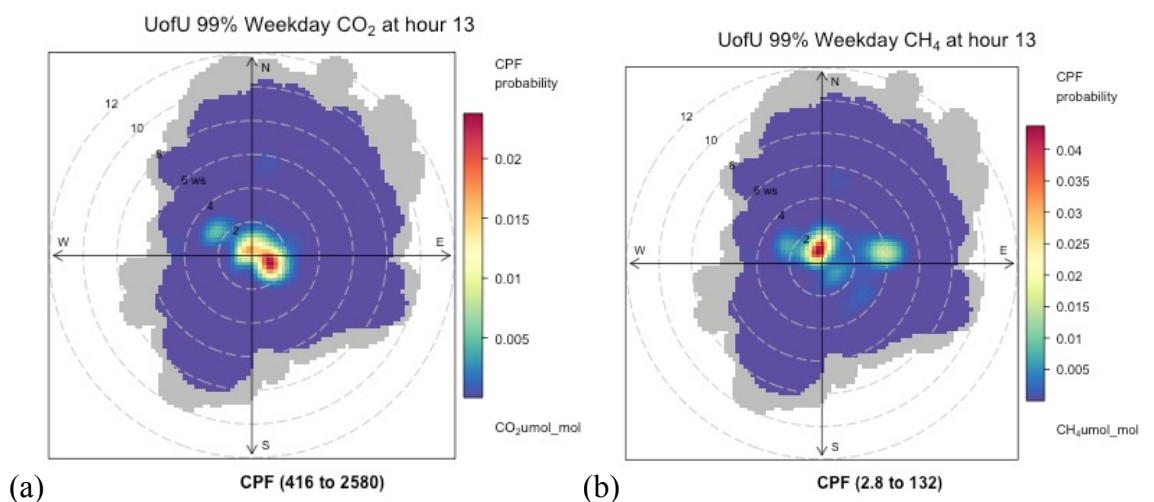 UofU 99% Weekday CO₂ at hour 13
CPF
probability
0.02
0.015
0.01
0.005
CO₂umol_mol
12
10
8
6 ws
4
2
N
W
E
S
(a)
CPF (416 to 2580)
UofU 99% Weekday CH₄ at hour 13
CPF
probability
0.04
0.035
0.03
0.025
0.02
0.015
0.01
0.005
CH₄umol_mol
12
10
8
6 ws
4
2
N
W
E
S
(b)
CPF (2.8 to 132)